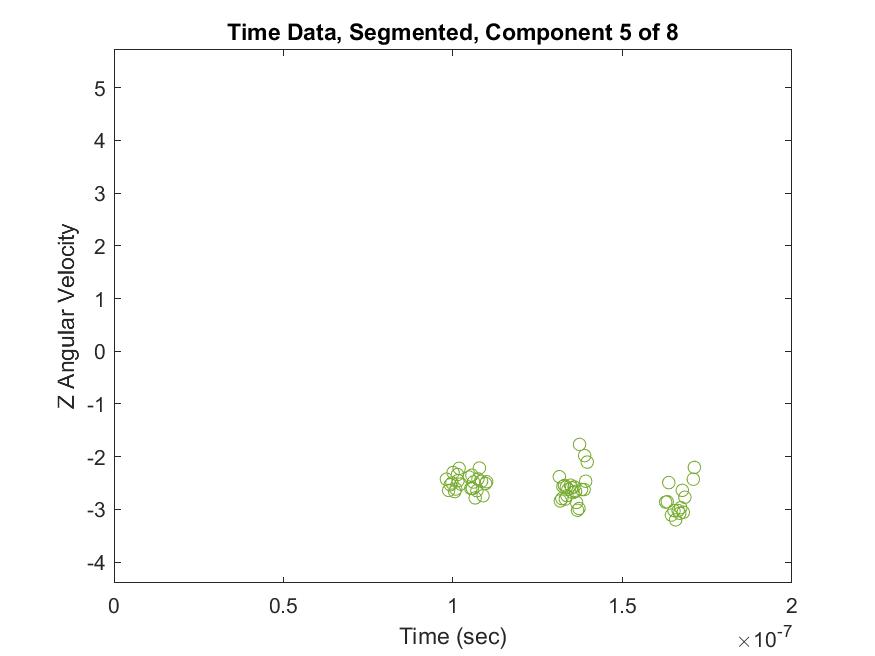 Time Data, Segmented, Component 5 of 8
5
4
3
2
1
0
-1
-2
-3
-4
Z Angular Velocity
0 0.5 1 1.5 2
Time (sec)
×10⁻⁷